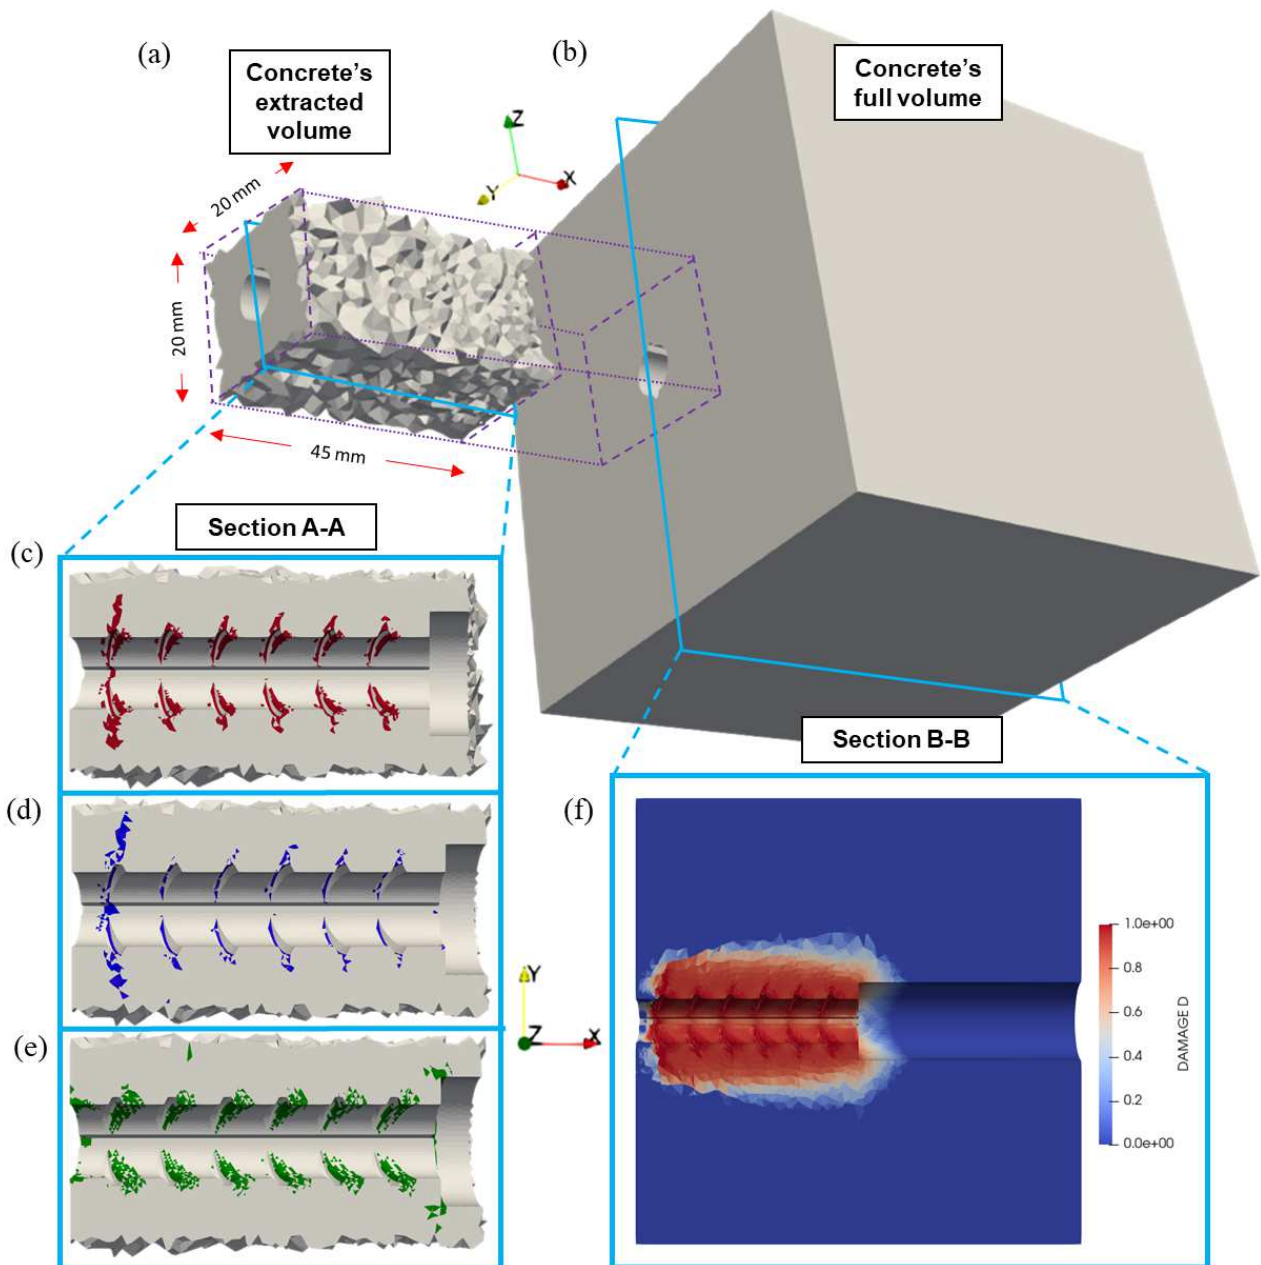 (a)
Concrete's
extracted
volume
(b)
Concrete's
full volume
Z
X
Y
20 mm
20 mm
45 mm
Section A-A
(c)
(d)
(e)
Y
Z
X
Section B-B
(f)
1.0e+00
0.8
0.6
0.4
0.2
0.0e+00
DAMAGE D